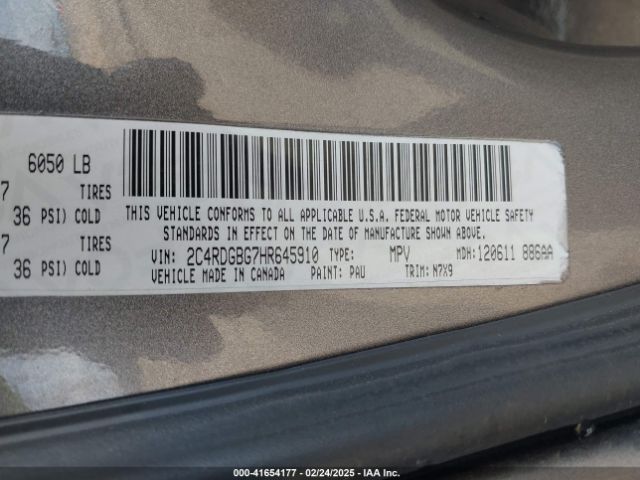 6050 LB
7 TIRES
36 PSI) COLD
7 TIRES
36 PSI) COLD
THIS VEHICLE CONFORMS TO ALL APPLICABLE U.S.A. FEDERAL MOTOR VEHICLE SAFETY
STANDARDS IN EFFECT ON THE DATE OF MANUFACTURE SHOWN ABOVE.
VIN: 2C4RDGBG7HR645910 TYPE: MPV MDH: 120611 886AA
VEHICLE MADE IN CANADA PAINT: PAU TRIM: N7X9
000-41654177 - 02/24/2025 - IAA Inc.